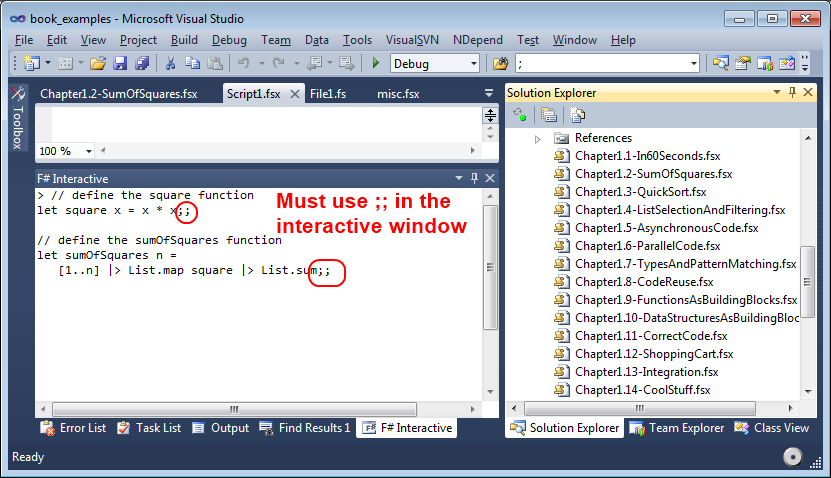 book_examples - Microsoft Visual Studio
File Edit View Project Build Debug Team Data Tools VisualSVN NDepend Test Window Help
Debug ;
Toolbox
Chapter1.2-SumOfSquares.fsx Script1.fsx File1.fs misc.fsx
100 %
F# Interactive
> // define the square function
let square x = x * x;;
Must use ;; in the
interactive window
// define the sumOfSquares function
let sumOfSquares n =
[1..n] |> List.map square |> List.sum;;
Solution Explorer
References
Chapter1.1-In60Seconds.fsx
Chapter1.2-SumOfSquares.fsx
Chapter1.3-QuickSort.fsx
Chapter1.4-ListSelectionAndFiltering.fsx
Chapter1.5-AsynchronousCode.fsx
Chapter1.6-ParallelCode.fsx
Chapter1.7-TypesAndPatternMatching.fsx
Chapter1.8-CodeReuse.fsx
Chapter1.9-FunctionsAsBuildingBlocks.fsx
Chapter1.10-DataStructuresAsBuildingBloc
Chapter1.11-CorrectCode.fsx
Chapter1.12-ShoppingCart.fsx
Chapter1.13-Integration.fsx
Chapter1.14-CoolStuff.fsx
Error List Task List Output Find Results 1 F# Interactive
Solution Explorer Team Explorer Class View
Ready